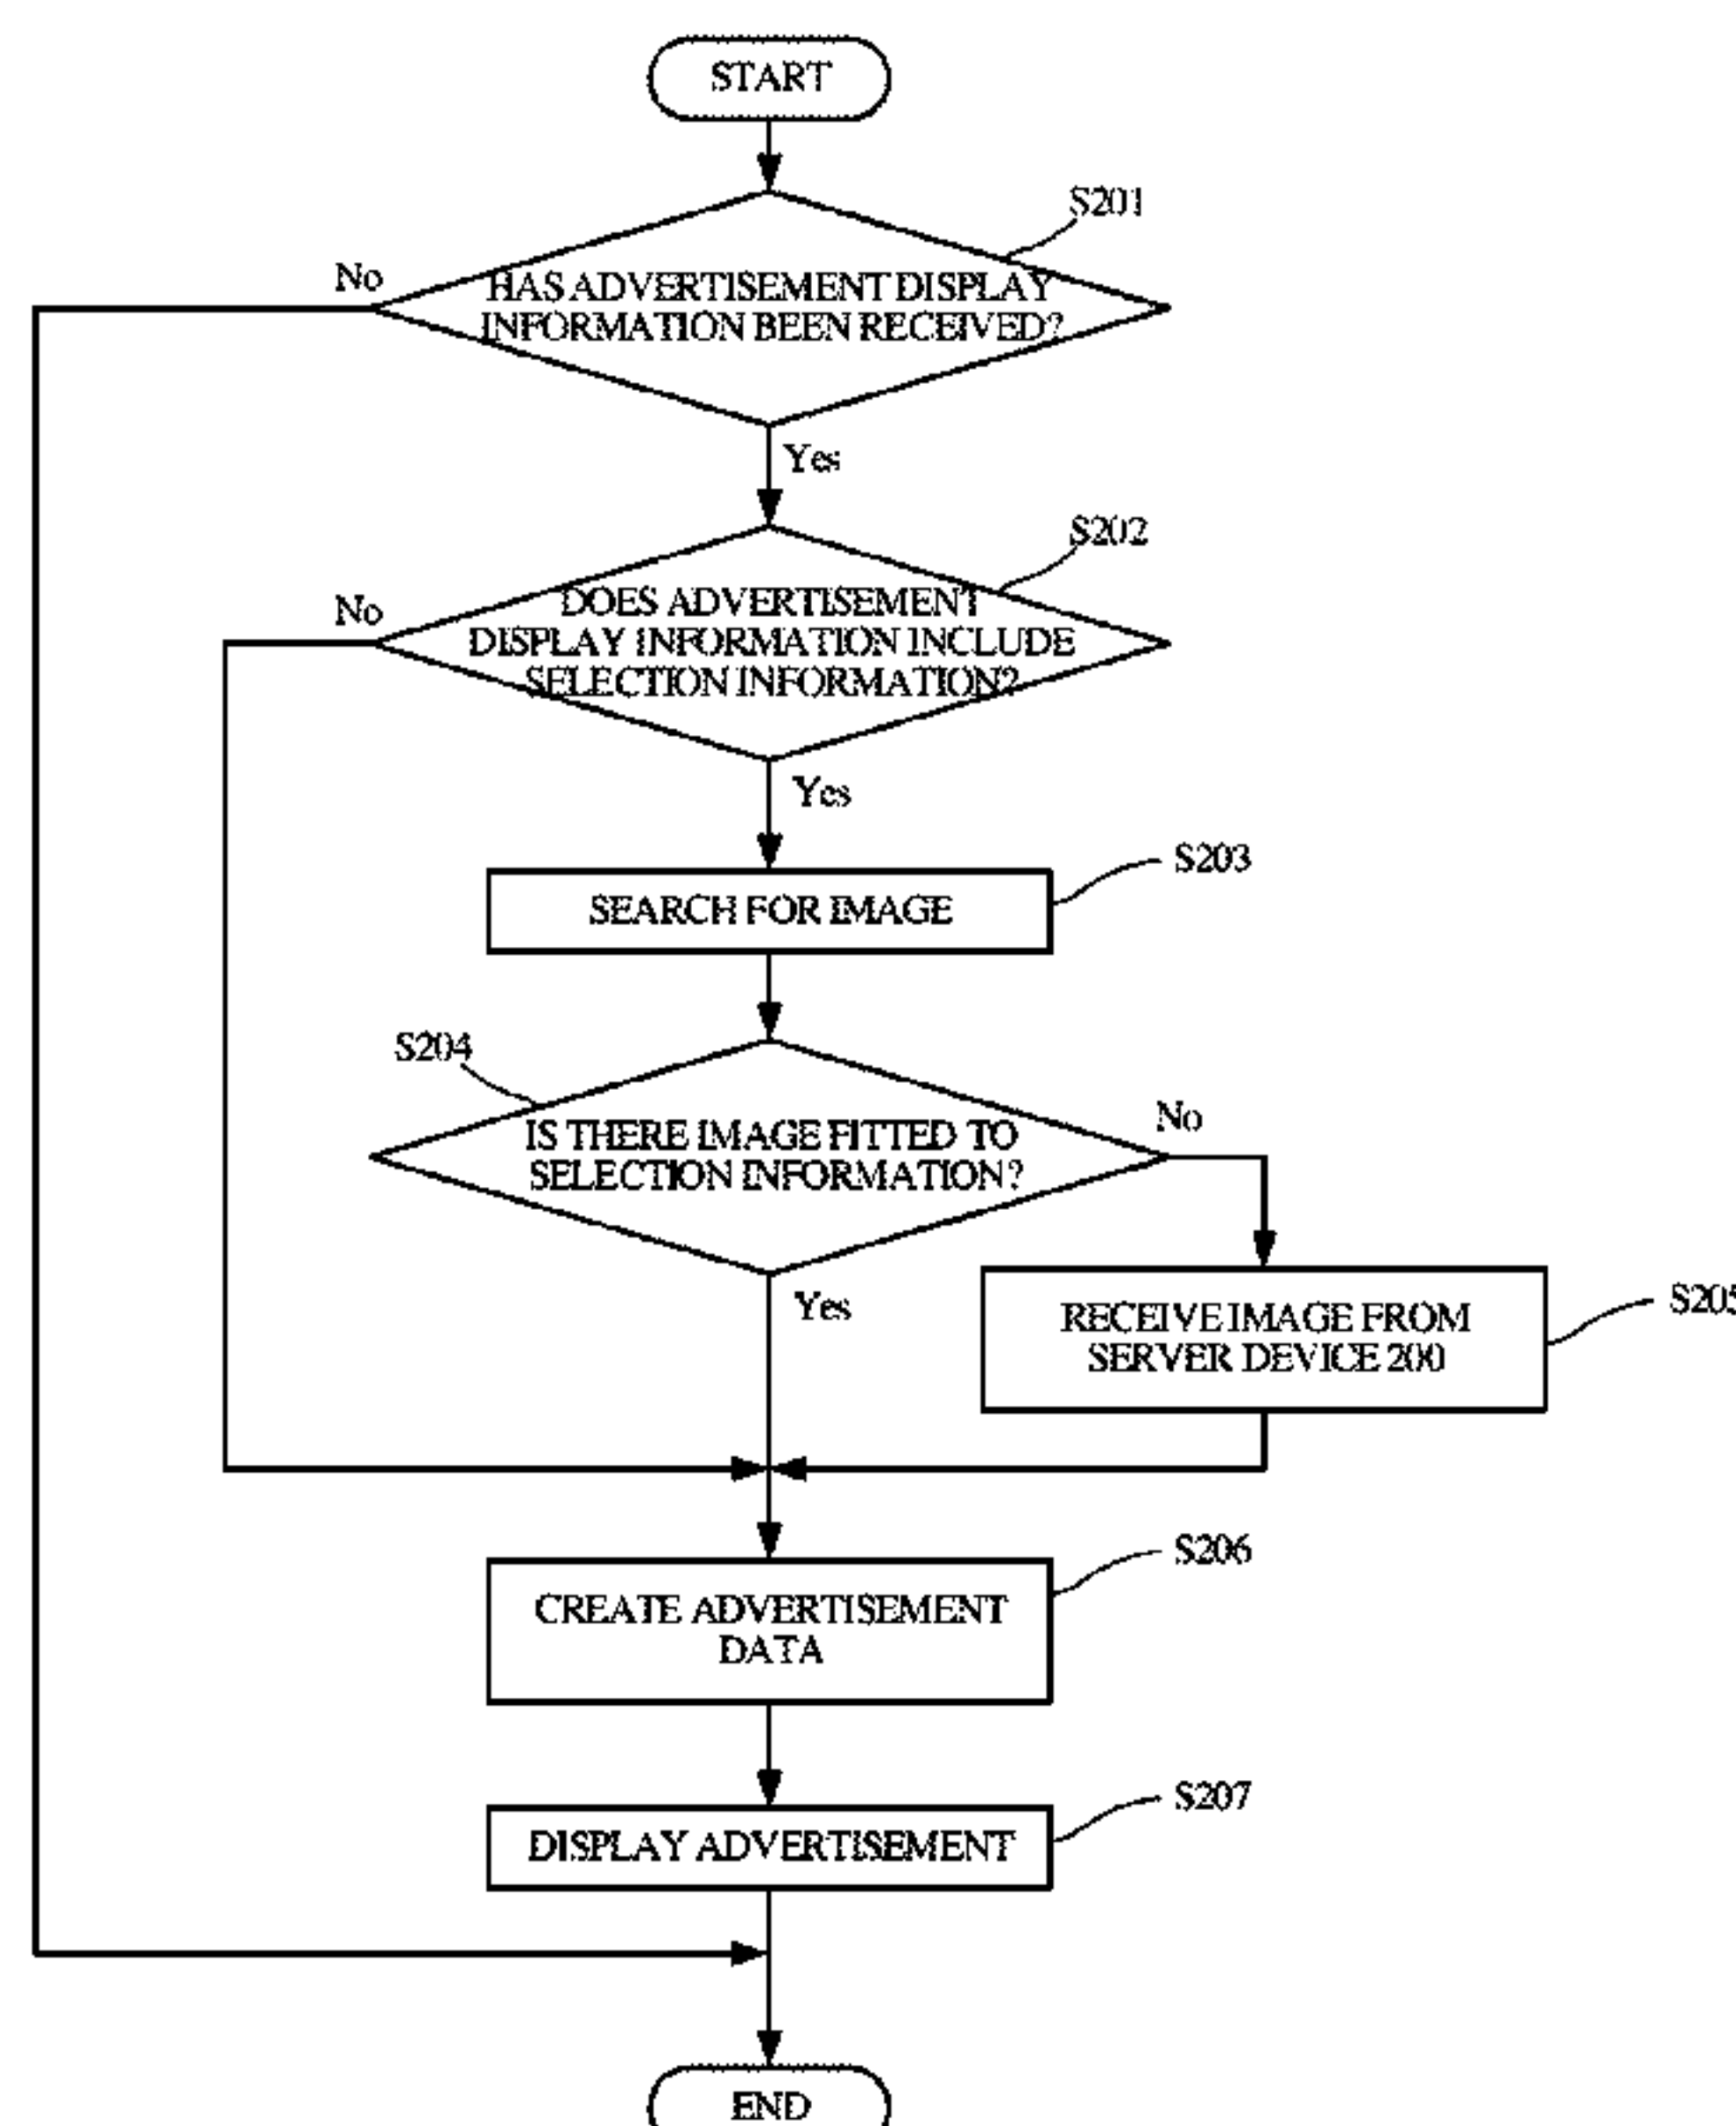 START
S201
No
HAS ADVERTISEMENT DISPLAY
INFORMATION BEEN RECEIVED?
Yes
S202
No
DOES ADVERTISEMENT
DISPLAY INFORMATION INCLUDE
SELECTION INFORMATION?
Yes
S203
SEARCH FOR IMAGE
S204
No
IS THERE IMAGE FITTED TO
SELECTION INFORMATION?
Yes
S205
RECEIVE IMAGE FROM
SERVER DEVICE 200
S206
CREATE ADVERTISEMENT
DATA
S207
DISPLAY ADVERTISEMENT
END